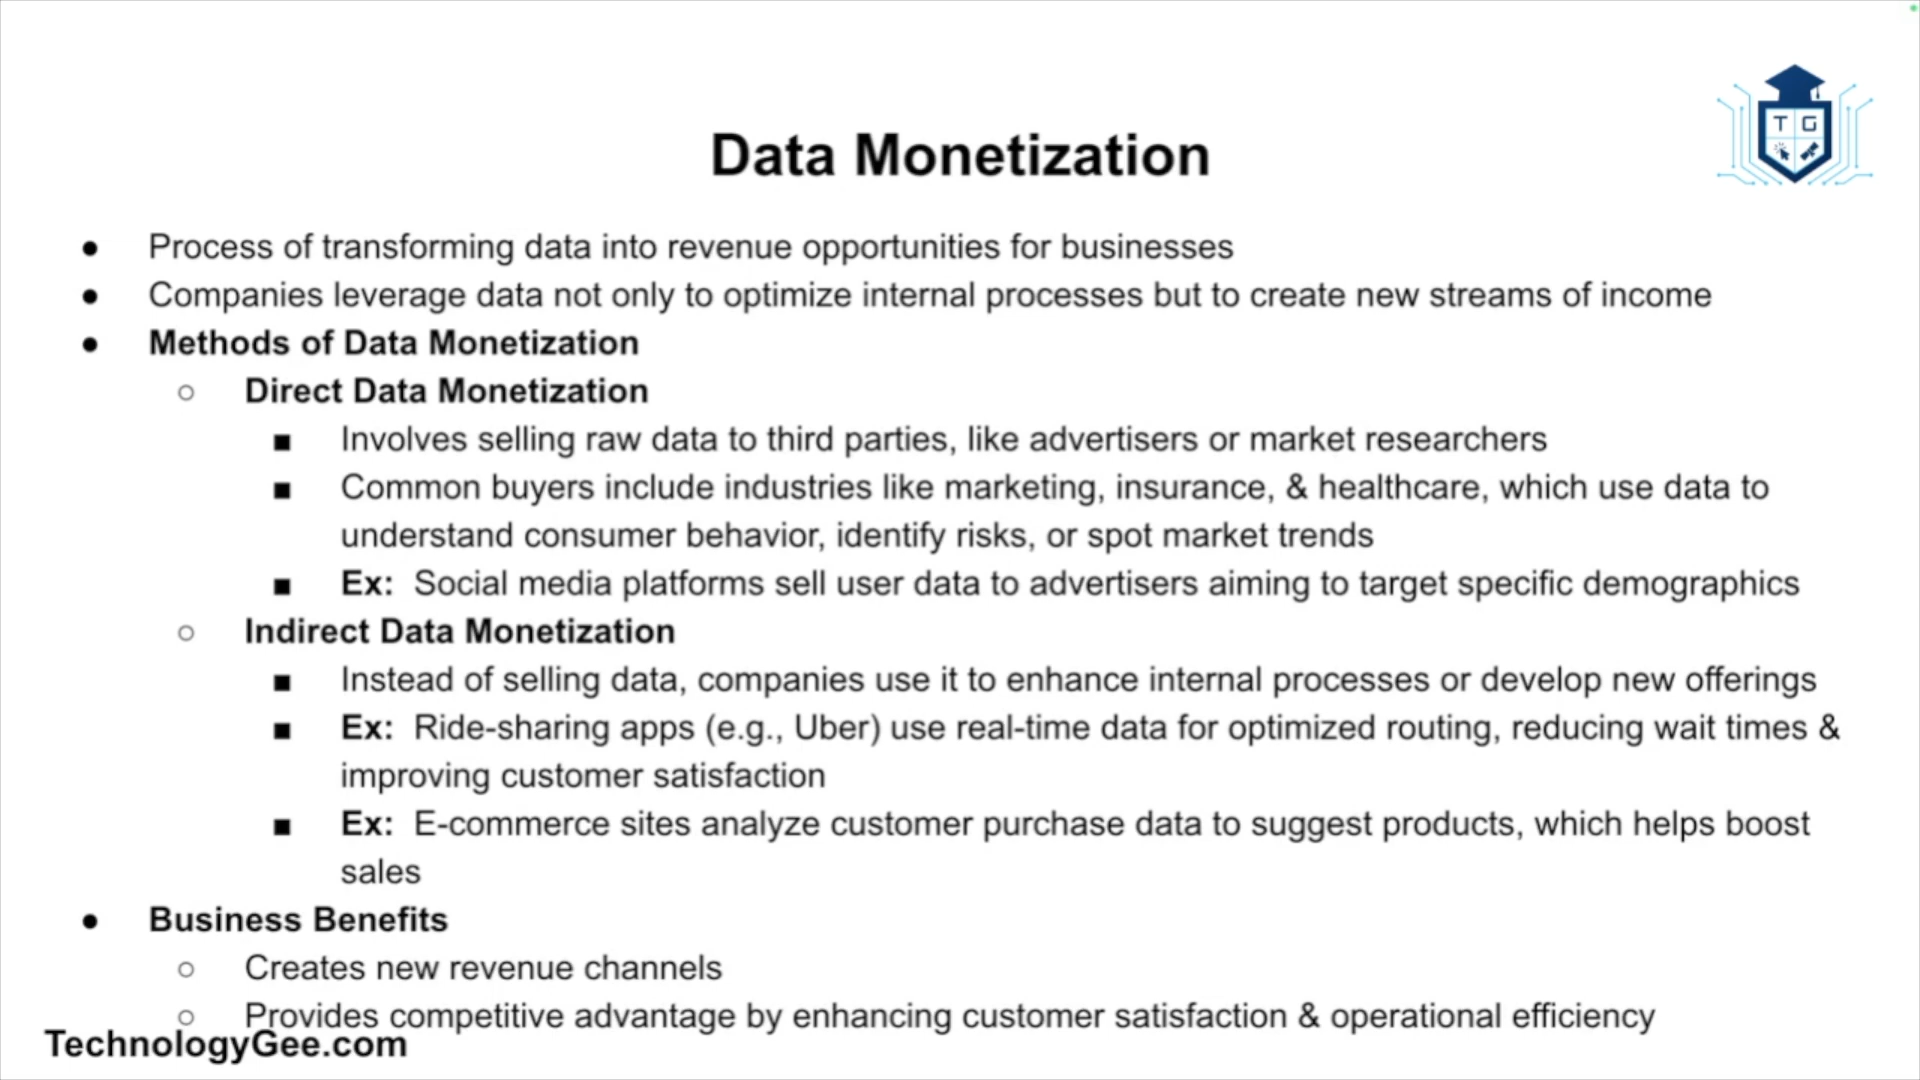 T G
Data Monetization
● Process of transforming data into revenue opportunities for businesses
● Companies leverage data not only to optimize internal processes but to create new streams of income
● Methods of Data Monetization
○ Direct Data Monetization
■ Involves selling raw data to third parties, like advertisers or market researchers
■ Common buyers include industries like marketing, insurance, & healthcare, which use data to
understand consumer behavior, identify risks, or spot market trends
■ Ex: Social media platforms sell user data to advertisers aiming to target specific demographics
○ Indirect Data Monetization
■ Instead of selling data, companies use it to enhance internal processes or develop new offerings
■ Ex: Ride-sharing apps (e.g., Uber) use real-time data for optimized routing, reducing wait times &
improving customer satisfaction
■ Ex: E-commerce sites analyze customer purchase data to suggest products, which helps boost
sales
● Business Benefits
○ Creates new revenue channels
○ Provides competitive advantage by enhancing customer satisfaction & operational efficiency
TechnologyGee.com